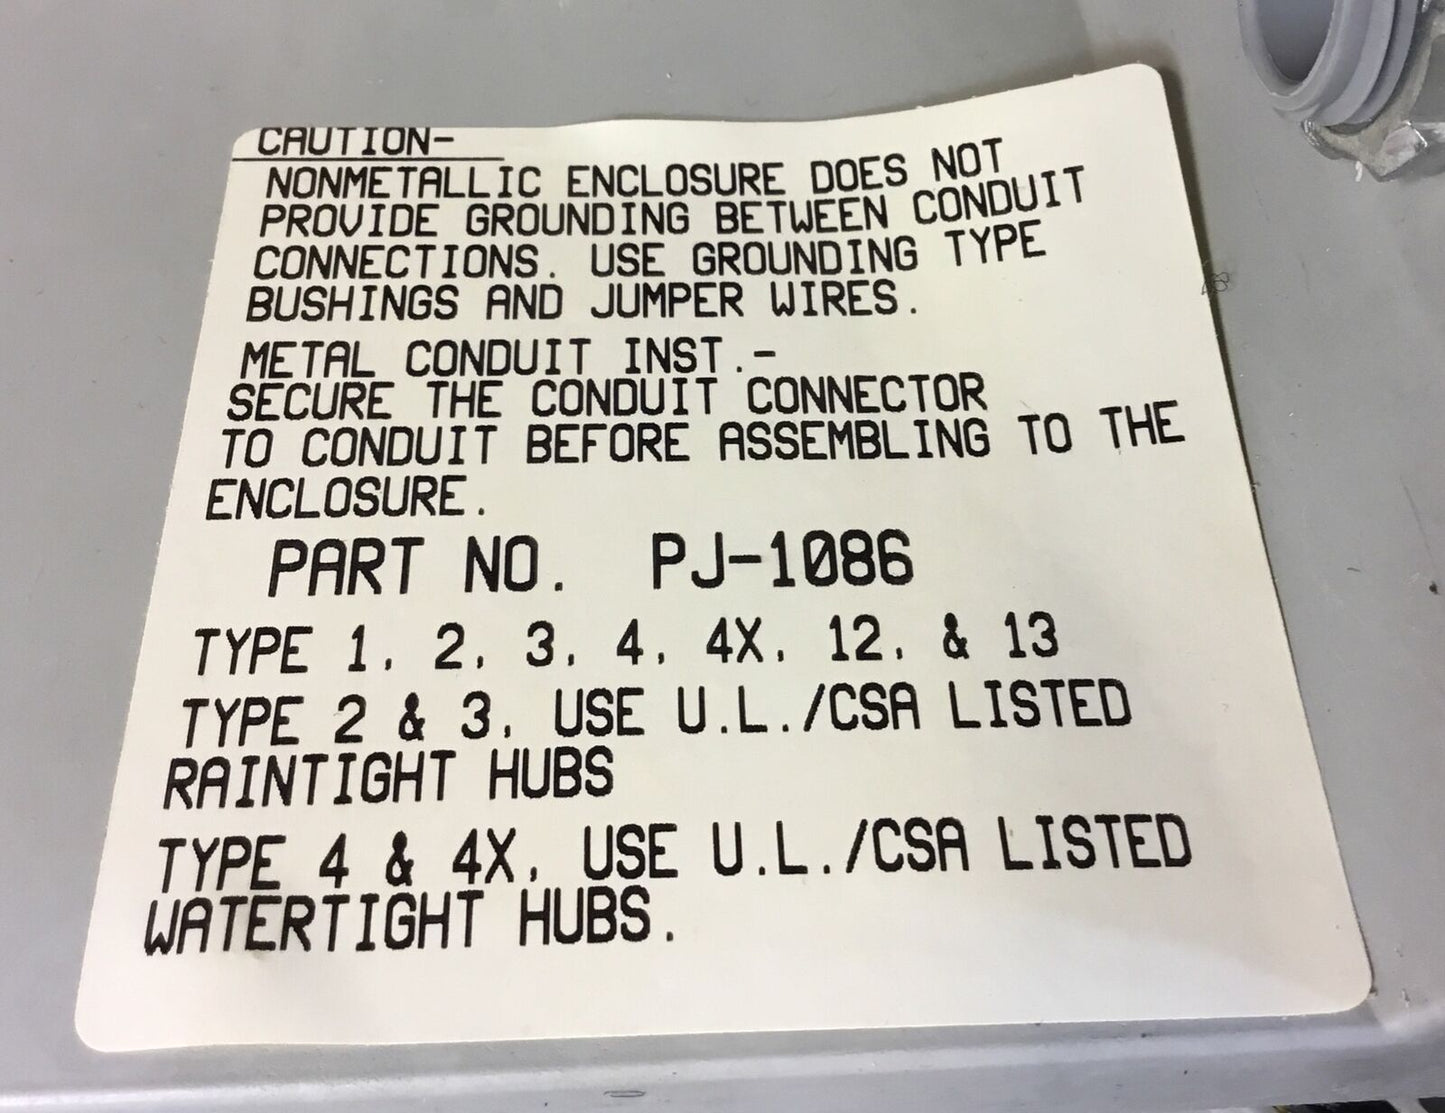 CAUTION-
NONMETALLIC ENCLOSURE DOES NOT
PROVIDE GROUNDING BETWEEN CONDUIT
CONNECTIONS. USE GROUNDING TYPE
BUSHINGS AND JUMPER WIRES.
METAL CONDUIT INST.-
SECURE THE CONDUIT CONNECTOR
TO CONDUIT BEFORE ASSEMBLING TO THE
ENCLOSURE.
PART NO. PJ-1086
TYPE 1, 2, 3, 4, 4X, 12, & 13
TYPE 2 & 3, USE U.L./CSA LISTED
RAINTIGHT HUBS
TYPE 4 & 4X, USE U.L./CSA LISTED
WATERTIGHT HUBS.